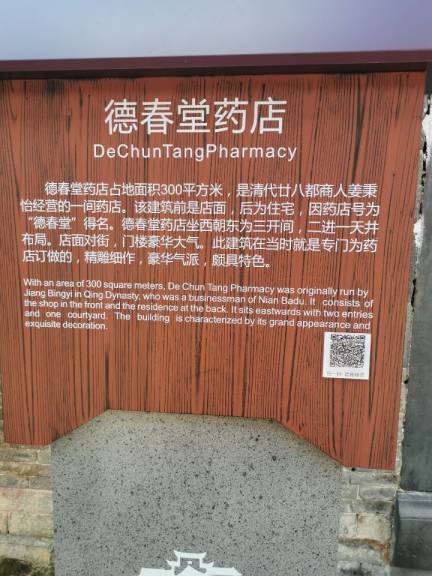 德春堂药店
DeChunTangPharmacy
德春堂药店占地面积300平方米，是清代廿八都商人姜秉
怡经营的一间药店。该建筑前是店面，后为住宅，因药店号为
“德春堂”得名。德春堂药店坐西朝东为三开间，二进一天井
布局。店面对街，门楼豪华大气。此建筑在当时就是专门为药
店订做的，精雕细作，豪华气派，颇具特色。
With an area of 300 square meters, De Chun Tang Pharmacy was originally run by
Jiang Bingyi in Qing Dynasty, who was a businessman of Nian Badu. It consists of
the shop in the front and the residence at the back. It sits eastwards with two entries
and one courtyard. The building is characterized by its grand appearance and
exquisite decoration.